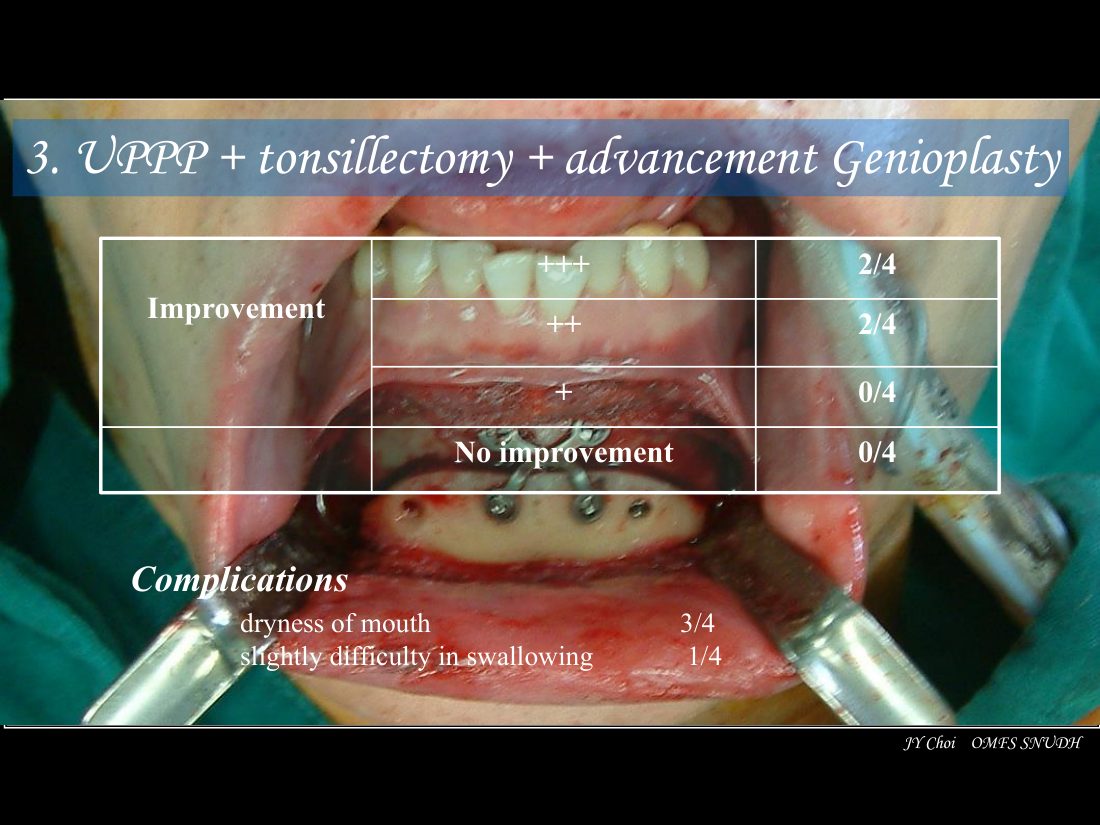 3. UPPP + tonsillectomy + advancement Genioplasty
Improvement
+++ 2/4
++ 2/4
+ 0/4
No improvement 0/4
Complications
dryness of mouth 3/4
slightly difficulty in swallowing 1/4
JY Choi OMFS SNUDH